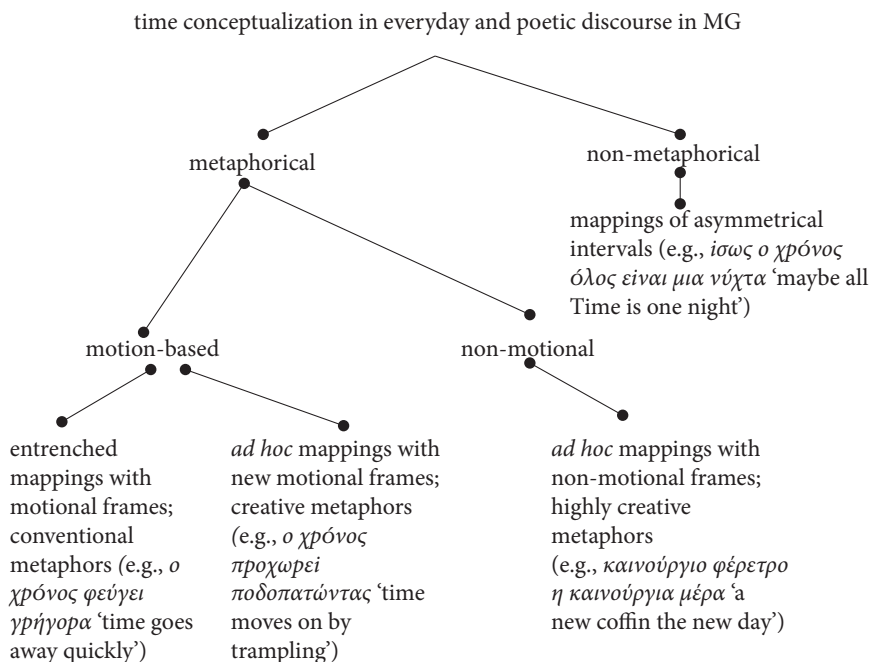 time conceptualization in everyday and poetic discourse in MG
metaphorical
non-metaphorical
mappings of asymmetrical
intervals (e.g., ίσως ο χρόνος
όλος είναι μια νύχτα ‘maybe all
Time is one night’)
motion-based
non-motional
entrenched
mappings with
motional frames;
conventional
metaphors (e.g., ο
χρόνος φεύγει
γρήγορα ‘time goes
away quickly’)
ad hoc mappings with
new motional frames;
creative metaphors
(e.g., ο χρόνος
προχωρεί
ποδοπατώντας ‘time
moves on by
trampling’)
ad hoc mappings with
non-motional frames;
highly creative
metaphors
(e.g., καινούργιο φέρετρο
η καινούργια μέρα ‘a
new coffin the new day’)